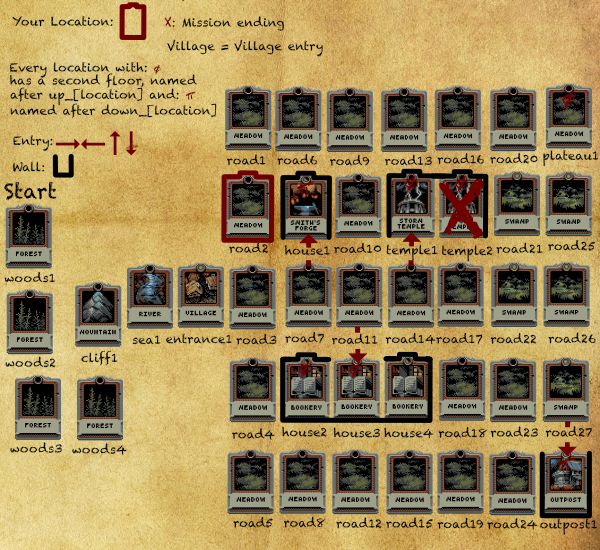 Your Location:
X: Mission ending
Village = Village entry
Every location with: ๙
has a second floor, named
after up_[location] and: π
named after down_[location]
Entry: →← ↑ ↓
Wall:
Start
MEADOW MEADOW MEADOW MEADOW MEADOW MEADOW MEADOW
road1 road6 road9 road13 road16 road20 plateau1
MEADOW SMITH'S FORGE MEADOW STORM TEMPLE SWAMP SWAMP
road2 house1 road10 temple1 temple2 road21 road25
FOREST
woods1
RIVER VILLAGE MEADOW MEADOW MEADOW MEADOW MEADOW SWAMP SWAMP
sea1 entrance1 road3 road7 road11 road14 road17 road22 road26
FOREST MOUNTAIN
woods2 cliff1
MEADOW BOOKERY BOOKERY BOOKERY MEADOW MEADOW SWAMP
road4 house2 house3 house4 road18 road23 road27
FOREST FOREST
woods3 woods4
MEADOW MEADOW MEADOW MEADOW MEADOW MEADOW OUTPOST
road5 road8 road12 road15 road19 road24 outpost1